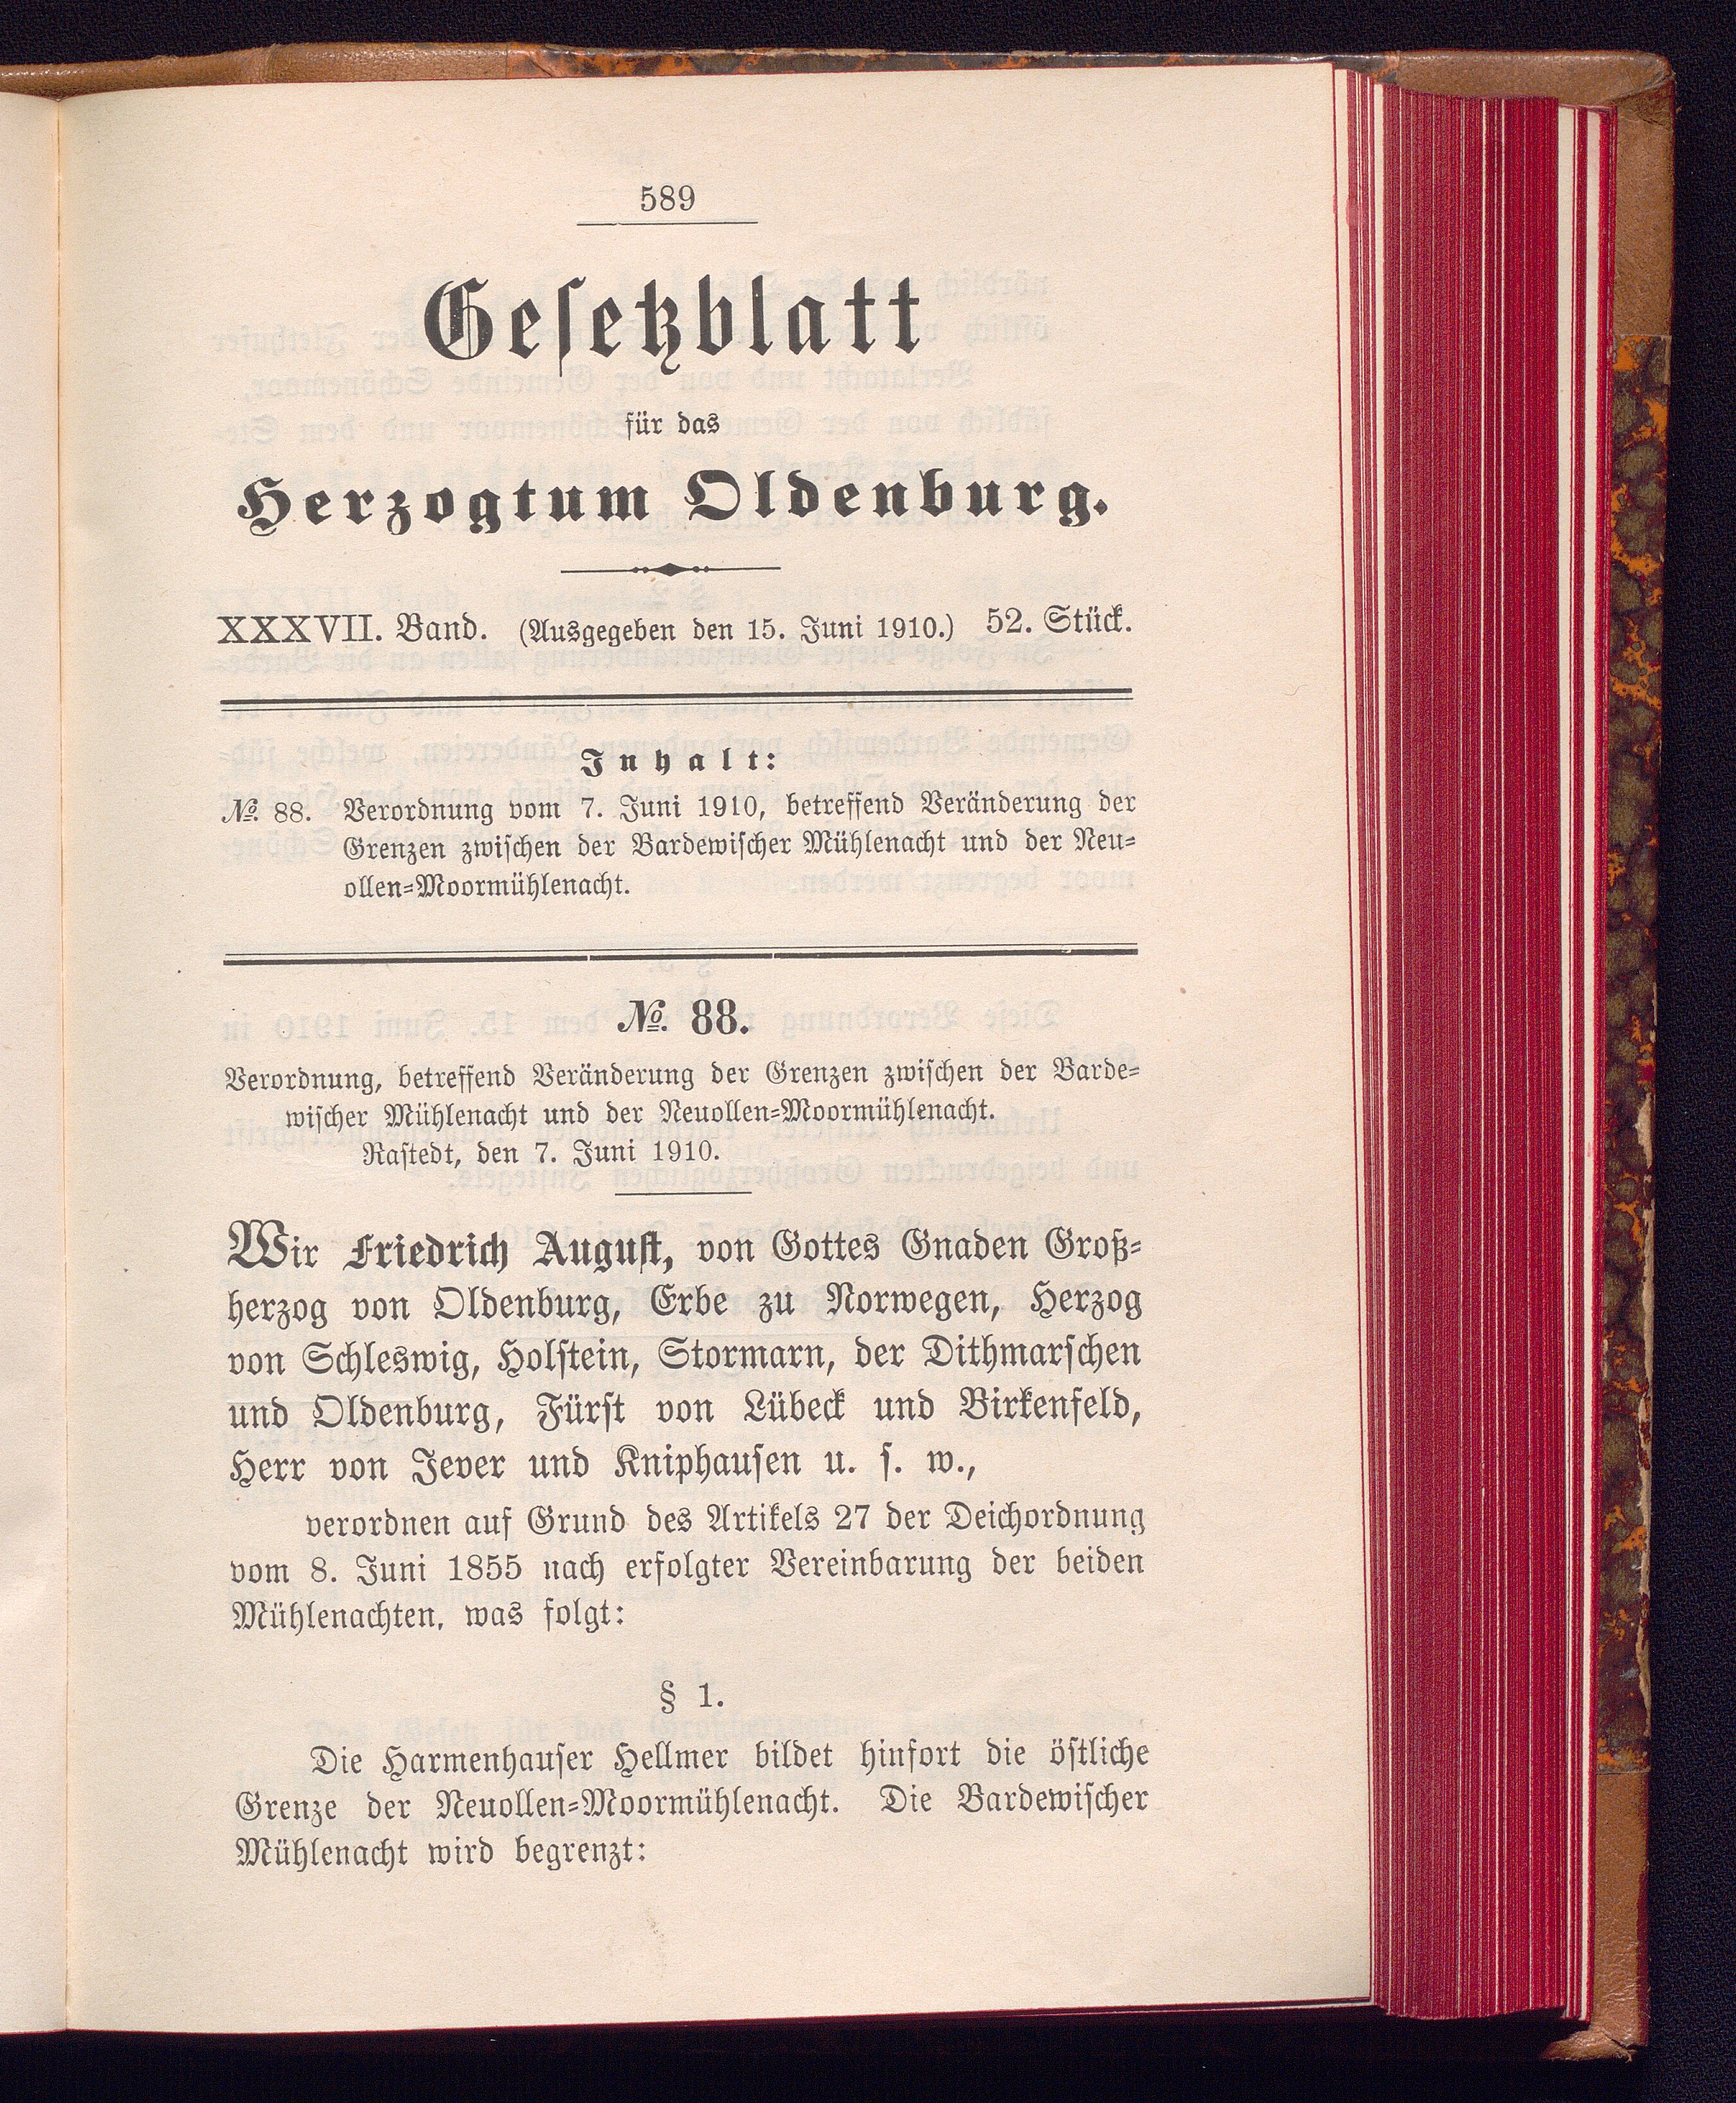 589
Gesetzblatt
für das
Herzogtum Oldenburg.
XXXVII. Band. (Ausgegeben den 15. Juni 1910.) 52. Stück.
Inhalt:
№. 88. Verordnung vom 7. Juni 1910, betreffend Veränderung der
Grenzen zwischen der Bardewischer Mühlenacht und der Neu-
ollen-Moormühlenacht.
№. 88.
Verordnung, betreffend Veränderung der Grenzen zwischen der Barde-
wischer Mühlenacht und der Neuollen-Moormühlenacht.
Rastedt, den 7. Juni 1910.
Wir Friedrich August, von Gottes Gnaden Groß-
herzog von Oldenburg, Erbe zu Norwegen, Herzog
von Schleswig, Holstein, Stormarn, der Dithmarschen
und Oldenburg, Fürst von Lübeck und Birkenfeld,
Herr von Jever und Kniphausen u. s. w.,
verordnen auf Grund des Artikels 27 der Deichordnung
vom 8. Juni 1855 nach erfolgter Vereinbarung der beiden
Mühlenachten, was folgt:
§ 1.
Die Harmenhauser Hellmer bildet hinfort die östliche
Grenze der Neuollen-Moormühlenacht. Die Bardewischer
Mühlenacht wird begrenzt: